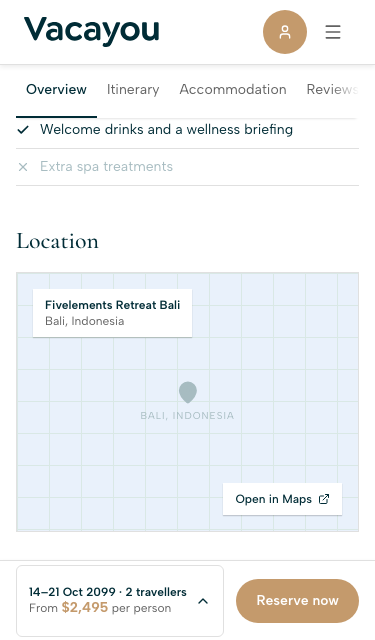 Vacayou
Overview Itinerary Accommodation Reviews
Welcome drinks and a wellness briefing
Extra spa treatments
Location
Fivelements Retreat Bali
Bali, Indonesia
BALI, INDONESIA
Open in Maps
14–21 Oct 2099 · 2 travellers
From $2,495 per person
Reserve now